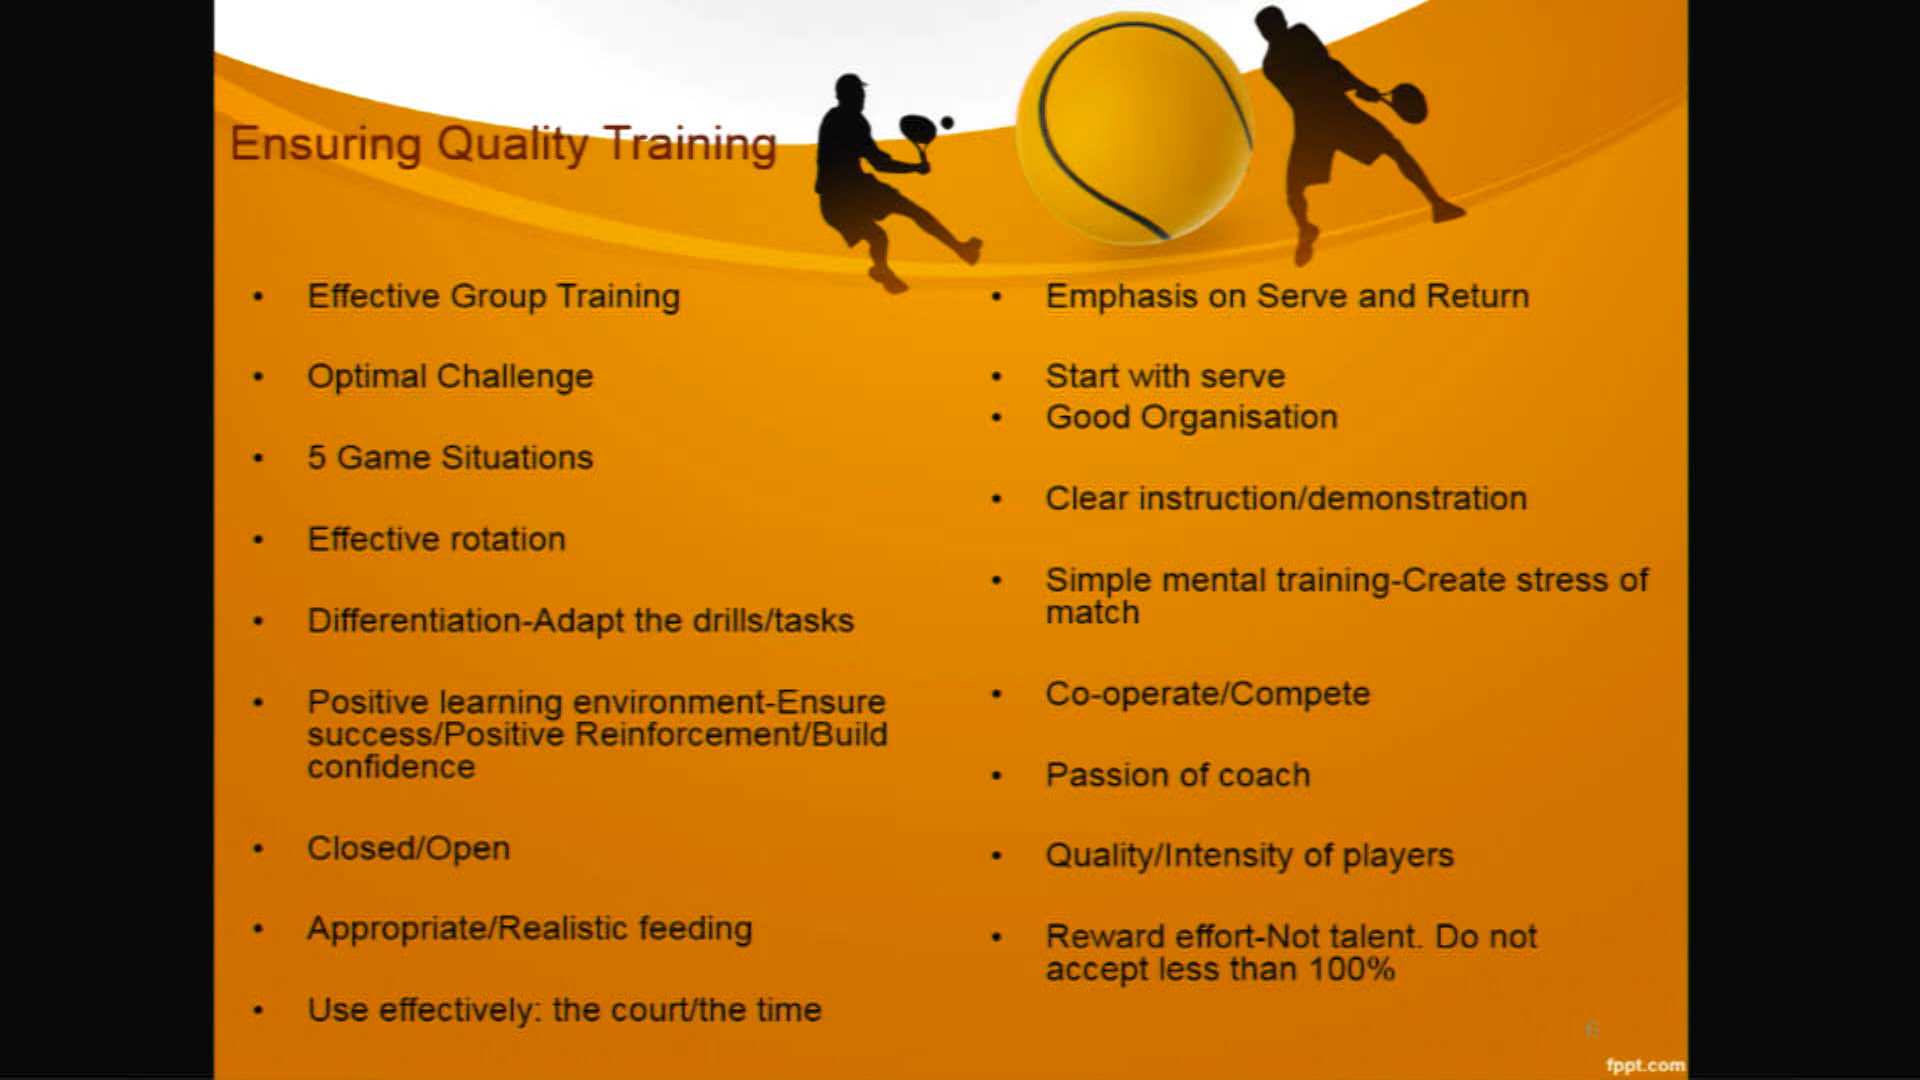 Ensuring Quality Training
• Effective Group Training
• Optimal Challenge
• 5 Game Situations
• Effective rotation
• Differentiation-Adapt the drills/tasks
• Positive learning environment-Ensure
success/Positive Reinforcement/Build
confidence
• Closed/Open
• Appropriate/Realistic feeding
• Use effectively: the court/the time
• Emphasis on Serve and Return
• Start with serve
• Good Organisation
• Clear instruction/demonstration
• Simple mental training-Create stress of
match
• Co-operate/Compete
• Passion of coach
• Quality/Intensity of players
• Reward effort-Not talent. Do not
accept less than 100%
6
fppt.com